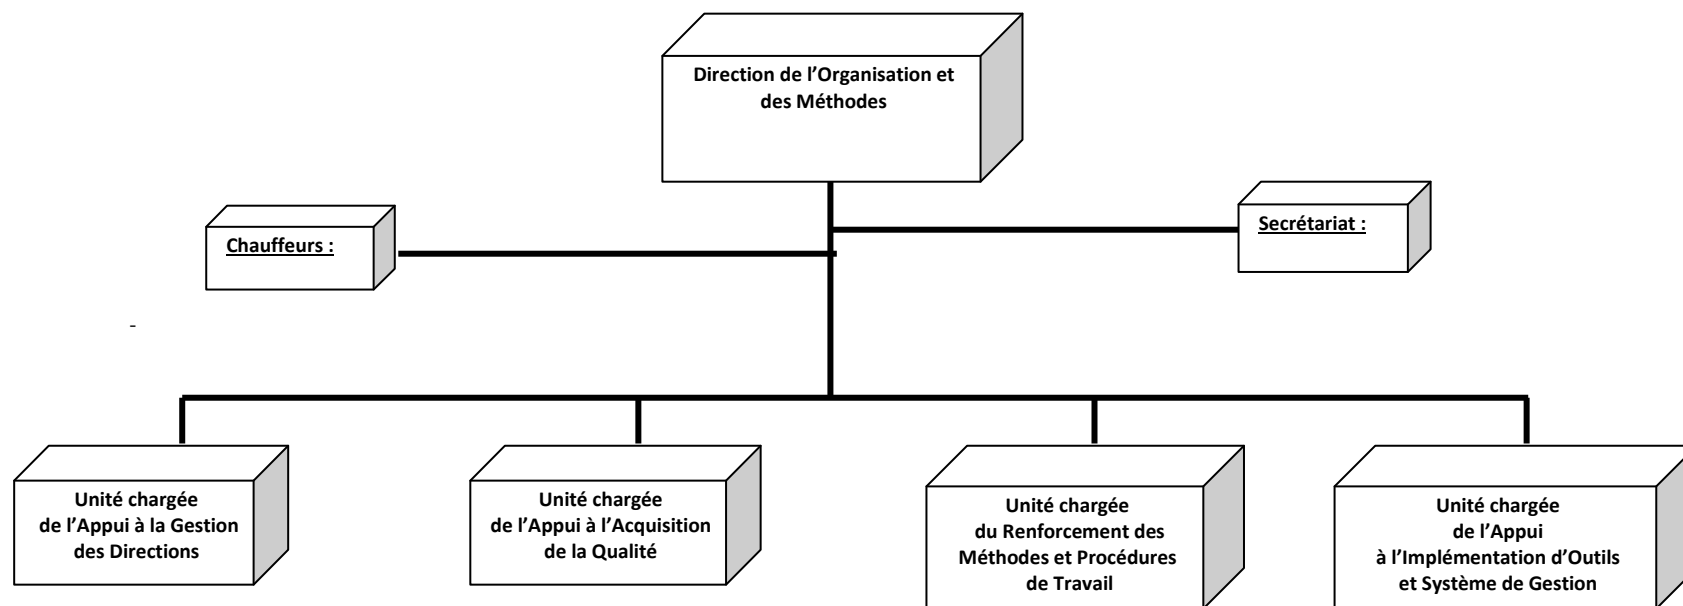 Direction de l’Organisation et
des Méthodes
Chauffeurs :
Secrétariat :
-
Unité chargée
de l’Appui à la Gestion
des Directions
Unité chargée
de l’Appui à l’Acquisition
de la Qualité
Unité chargée
du Renforcement des
Méthodes et Procédures
de Travail
Unité chargée
de l’Appui
à l’Implémentation d’Outils
et Système de Gestion